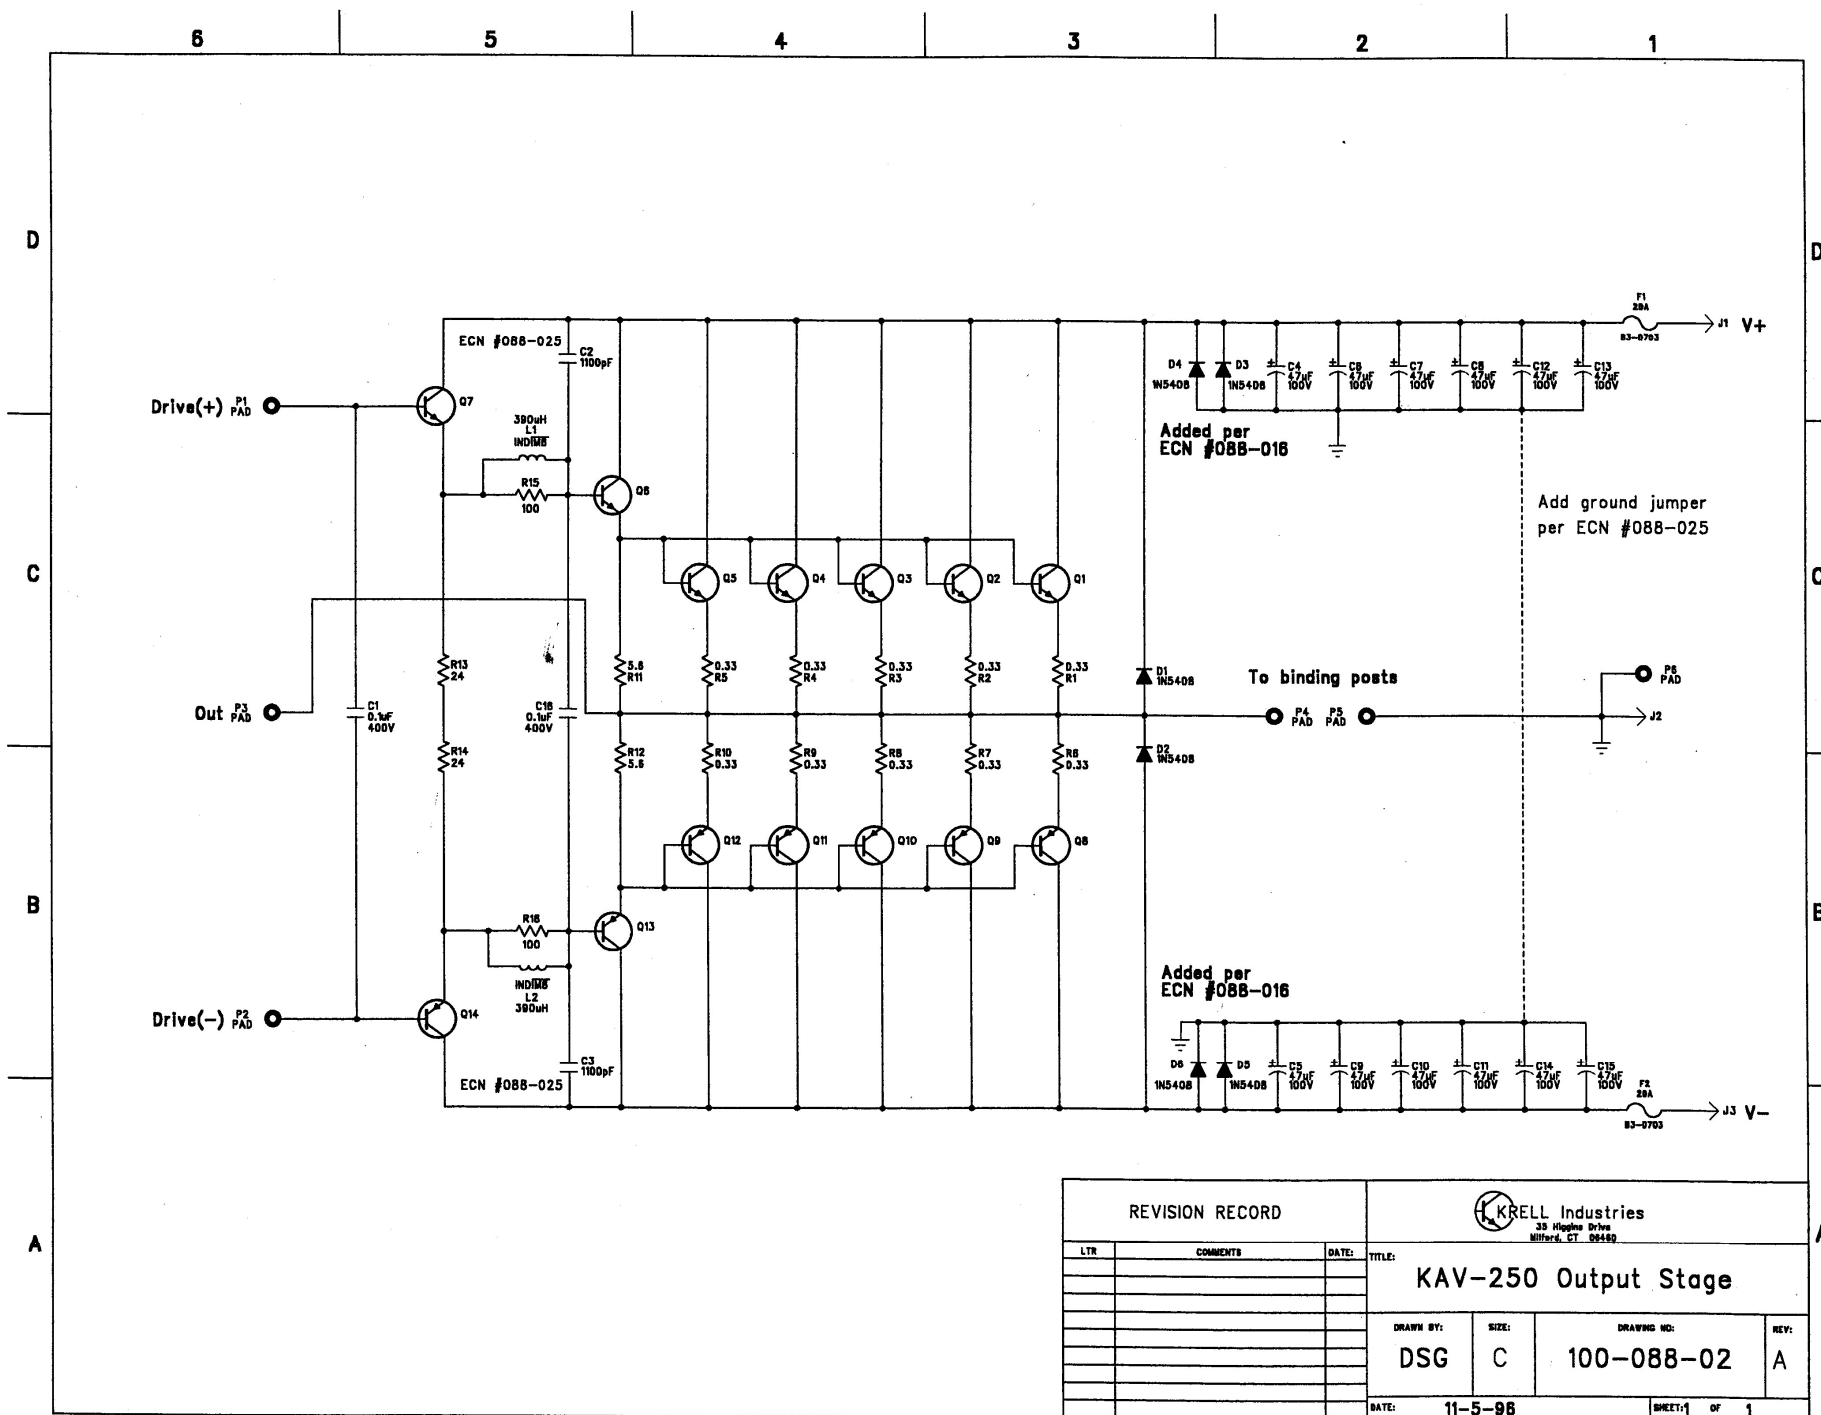 6 5 4 3 2 1
D
D
F1
20A
B3-0703
J1 V+
ECN #088-025
C2
1100pF
D4
1N5408
D3
1N5408
C4
47uF
100V
C6
47uF
100V
C7
47uF
100V
C8
47uF
100V
C12
47uF
100V
C13
47uF
100V
Drive(+) P1
PAD
Q7
390uH
L1
Added per
ECN #088-016
R15
100
Q6
Add ground jumper
per ECN #088-025
C
C
Q5
Q4
Q3
Q2
Q1
R13
24
5.6
R11
0.33
R5
0.33
R4
0.33
R3
0.33
R2
0.33
R1
D1
1N5408
To binding posts
P6
PAD
Out P3
PAD
C1
0.1uF
400V
C16
0.1uF
400V
P4
PAD
P5
PAD
J2
R14
24
R12
5.6
R10
0.33
R9
0.33
R8
0.33
R7
0.33
R6
0.33
D2
1N5408
Q12
Q11
Q10
Q9
Q8
B
B
R16
100
Q13
L2
390uH
Added per
ECN #088-016
Drive(-) P2
PAD
Q14
C3
1100pF
ECN #088-025
D6
1N5408
D5
1N5408
C5
47uF
100V
C9
47uF
100V
C10
47uF
100V
C11
47uF
100V
C14
47uF
100V
C15
47uF
100V
F2
20A
B3-0703
J3 V-
A
REVISION RECORD
KRELL Industries
35 Higgins Drive
Milford, CT 06460
LTR COMMENTS DATE:
TITLE:
KAV-250 Output Stage
DRAWN BY: SIZE: DRAWING NO: REV:
DSG C 100-088-02 A
DATE: 11-5-96 SHEET:1 OF 1